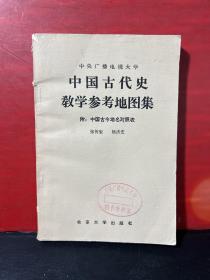 中央广播电视大学
中国古代史
教学参考地图集
附：中国古今地名对照表
张传玺 杨济安
北京大学出版社